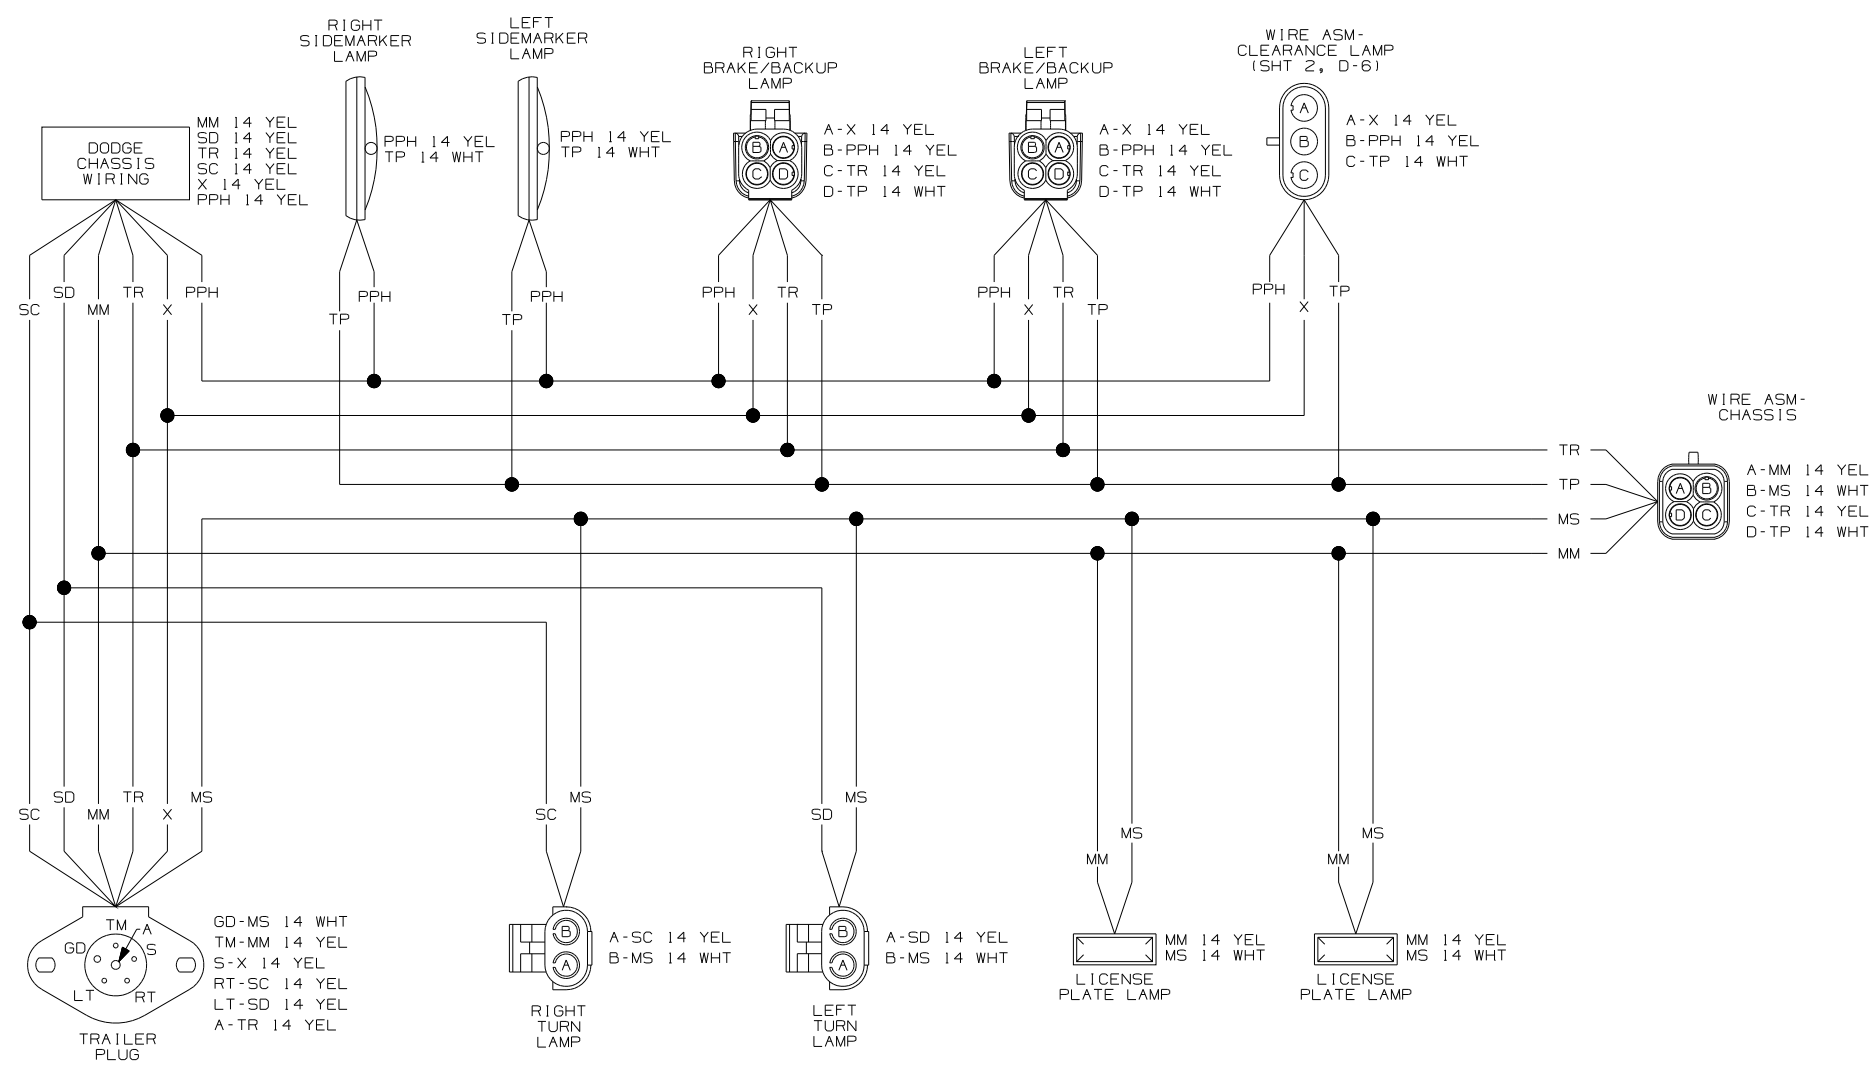 RIGHT
SIDEMARKER
LAMP
LEFT
SIDEMARKER
LAMP
RIGHT
BRAKE/BACKUP
LAMP
LEFT
BRAKE/BACKUP
LAMP
WIRE ASM-
CLEARANCE LAMP
(SHT 2, D-6)
DODGE
CHASSIS
WIRING
MM 14 YEL
SD 14 YEL
TR 14 YEL
SC 14 YEL
X 14 YEL
PPH 14 YEL
PPH 14 YEL
TP 14 WHT
PPH 14 YEL
TP 14 WHT
B A
C D
A-X 14 YEL
B-PPH 14 YEL
C-TR 14 YEL
D-TP 14 WHT
B A
C D
A-X 14 YEL
B-PPH 14 YEL
C-TR 14 YEL
D-TP 14 WHT
A
B
C
A-X 14 YEL
B-PPH 14 YEL
C-TP 14 WHT
SC
SD
MM
TR
X
PPH
TP
PPH
TP
PPH
PPH
X
TR
TP
PPH
X
TR
TP
PPH
X
TP
WIRE ASM-
CHASSIS
TR
TP
MS
MM
A B
D C
A-MM 14 YEL
B-MS 14 WHT
C-TR 14 YEL
D-TP 14 WHT
SC
SD
MM
TR
X
MS
SC
MS
SD
MS
MM
MS
MM
MS
TM
A
GD
S
LT
RT
GD-MS 14 WHT
TM-MM 14 YEL
S-X 14 YEL
RT-SC 14 YEL
LT-SD 14 YEL
A-TR 14 YEL
TRAILER
PLUG
B
A
A-SC 14 YEL
B-MS 14 WHT
RIGHT
TURN
LAMP
B
A
A-SD 14 YEL
B-MS 14 WHT
LEFT
TURN
LAMP
MM 14 YEL
MS 14 WHT
LICENSE
PLATE LAMP
MM 14 YEL
MS 14 WHT
LICENSE
PLATE LAMP